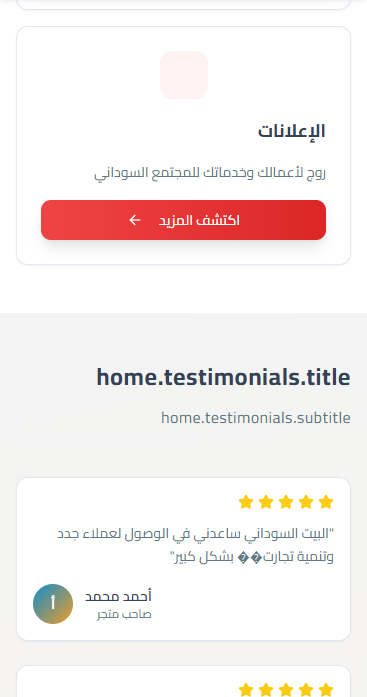 الإعلانات
روج لأعمالك وخدماتك للمجتمع السوداني
اكتشف المزيد
home.testimonials.title
home.testimonials.subtitle
"البيت السوداني ساعدني في الوصول لعملاء جدد
وتنمية تجارت�� بشكل كبير"
أ
أحمد محمد
صاحب متجر